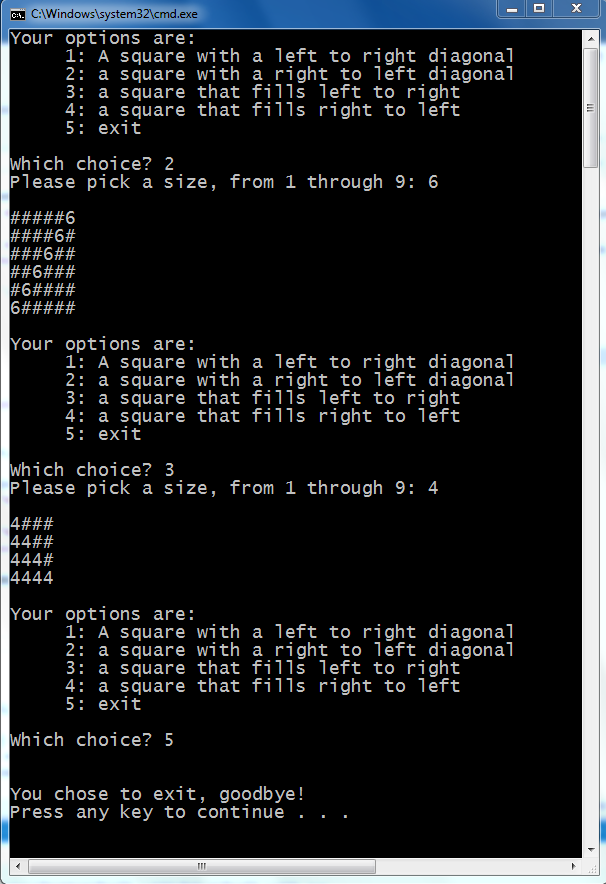 C:\Windows\system32\cmd.exe
Your options are:
1: A square with a left to right diagonal
2: a square with a right to left diagonal
3: a square that fills left to right
4: a square that fills right to left
5: exit
Which choice? 2
Please pick a size, from 1 through 9: 6
#####6
####6#
###6##
##6###
#6####
6#####
Your options are:
1: A square with a left to right diagonal
2: a square with a right to left diagonal
3: a square that fills left to right
4: a square that fills right to left
5: exit
Which choice? 3
Please pick a size, from 1 through 9: 4
4###
44##
444#
4444
Your options are:
1: A square with a left to right diagonal
2: a square with a right to left diagonal
3: a square that fills left to right
4: a square that fills right to left
5: exit
Which choice? 5
You chose to exit, goodbye!
Press any key to continue . . .